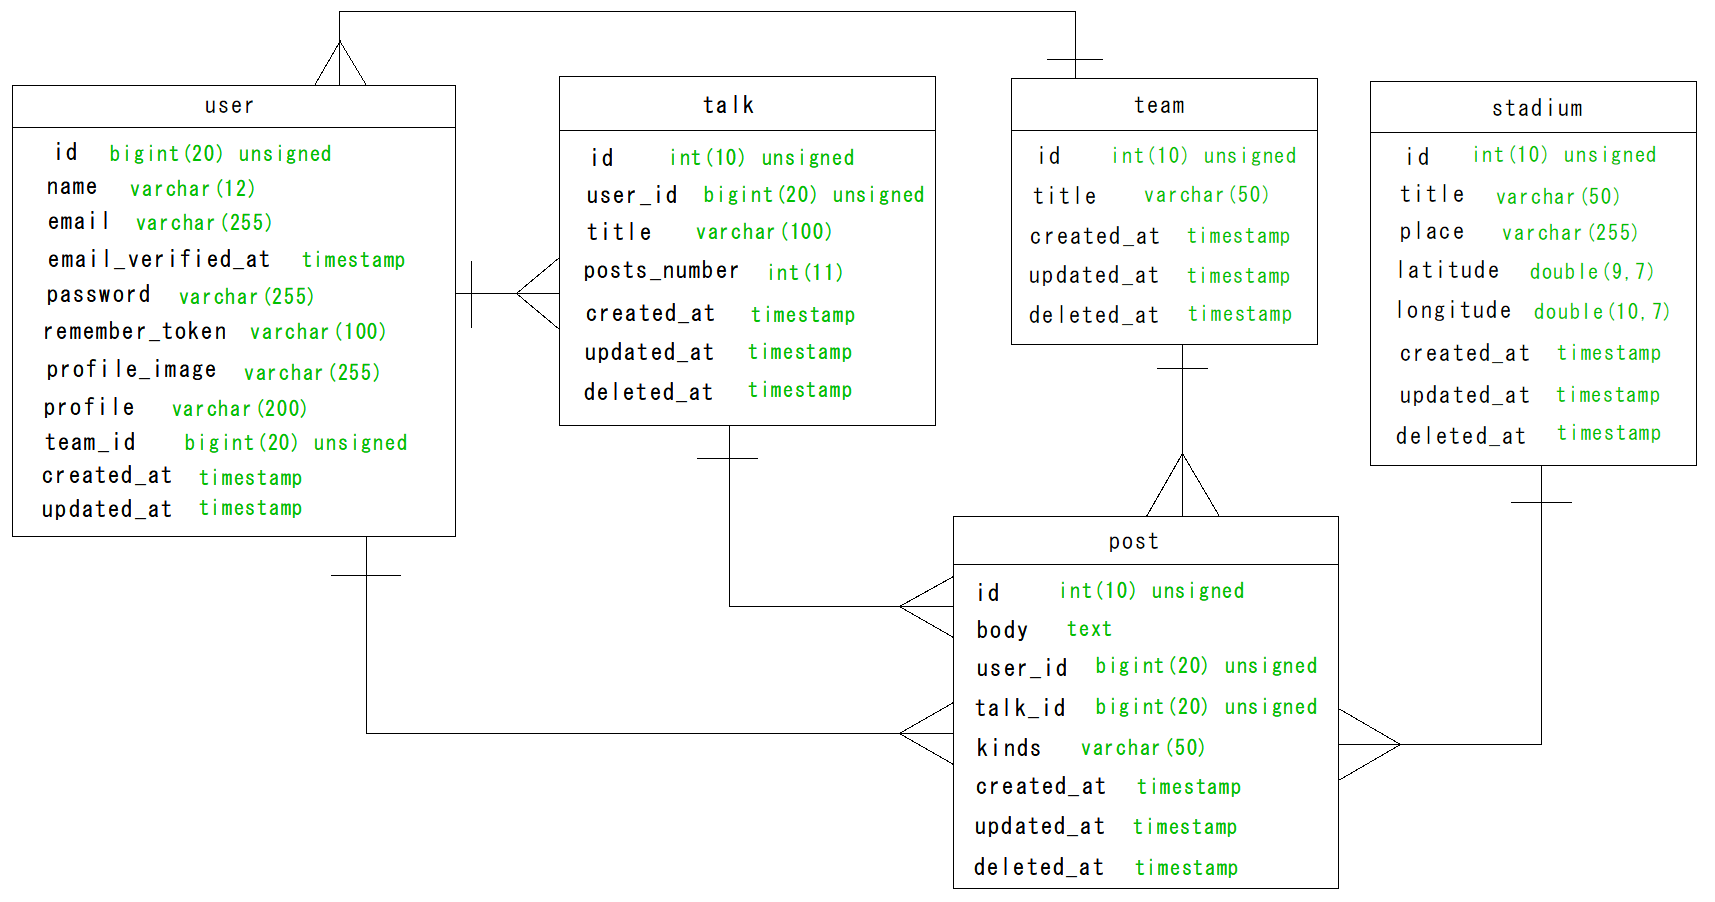 user
id bigint(20) unsigned
name varchar(12)
email varchar(255)
email_verified_at timestamp
password varchar(255)
remember_token varchar(100)
profile_image varchar(255)
profile varchar(200)
team_id bigint(20) unsigned
created_at timestamp
updated_at timestamp
talk
id int(10) unsigned
user_id bigint(20) unsigned
title varchar(100)
posts_number int(11)
created_at timestamp
updated_at timestamp
deleted_at timestamp
team
id int(10) unsigned
title varchar(50)
created_at timestamp
updated_at timestamp
deleted_at timestamp
stadium
id int(10) unsigned
title varchar(50)
place varchar(255)
latitude double(9,7)
longitude double(10,7)
created_at timestamp
updated_at timestamp
deleted_at timestamp
post
id int(10) unsigned
body text
user_id bigint(20) unsigned
talk_id bigint(20) unsigned
kinds varchar(50)
created_at timestamp
updated_at timestamp
deleted_at timestamp